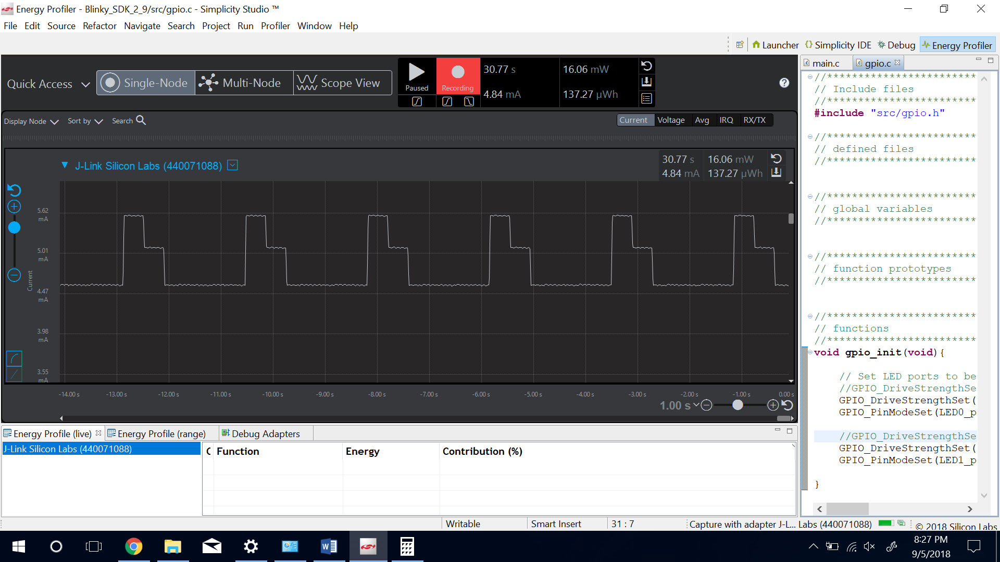 Energy Profiler - Blinky_SDK_2_9/src/gpio.c - Simplicity Studio ™
File Edit Source Refactor Navigate Search Project Run Profiler Window Help
Launcher Simplicity IDE Debug Energy Profiler
Quick Access
Single-Node Multi-Node Scope View
Paused Recording
30.77 s 16.06 mW
4.84 mA 137.27 µWh
Display Node Sort by Search
Current Voltage Avg IRQ RX/TX
J-Link Silicon Labs (440071088)
30.77 s 16.06 mW
4.84 mA 137.27 µWh
5.62 mA
5.01 mA
4.47 mA
3.98 mA
3.55 mA
Current
-14.00 s -13.00 s -12.00 s -11.00 s -10.00 s -9.00 s -8.00 s -7.00 s -6.00 s -5.00 s -4.00 s -3.00 s -2.00 s -1.00 s 0.00 s
1.00 s
main.c gpio.c
//************************
// Include files
//************************
#include "src/gpio.h"
//************************
// defined files
//************************
//************************
// global variables
//************************
//************************
// function prototypes
//************************
//************************
// functions
//************************
void gpio_init(void){
// Set LED ports to be
//GPIO_DriveStrengthSe
GPIO_DriveStrengthSet(
GPIO_PinModeSet(LED0_p
//GPIO_DriveStrengthSe
GPIO_DriveStrengthSet(
GPIO_PinModeSet(LED1_p
}
Energy Profile (live) Energy Profile (range) Debug Adapters
J-Link Silicon Labs (440071088)
Function Energy Contribution (%)
Writable Smart Insert 31 : 7 Capture with adapter J-L... Labs (440071088) © 2018 Silicon Labs
8:27 PM
9/5/2018